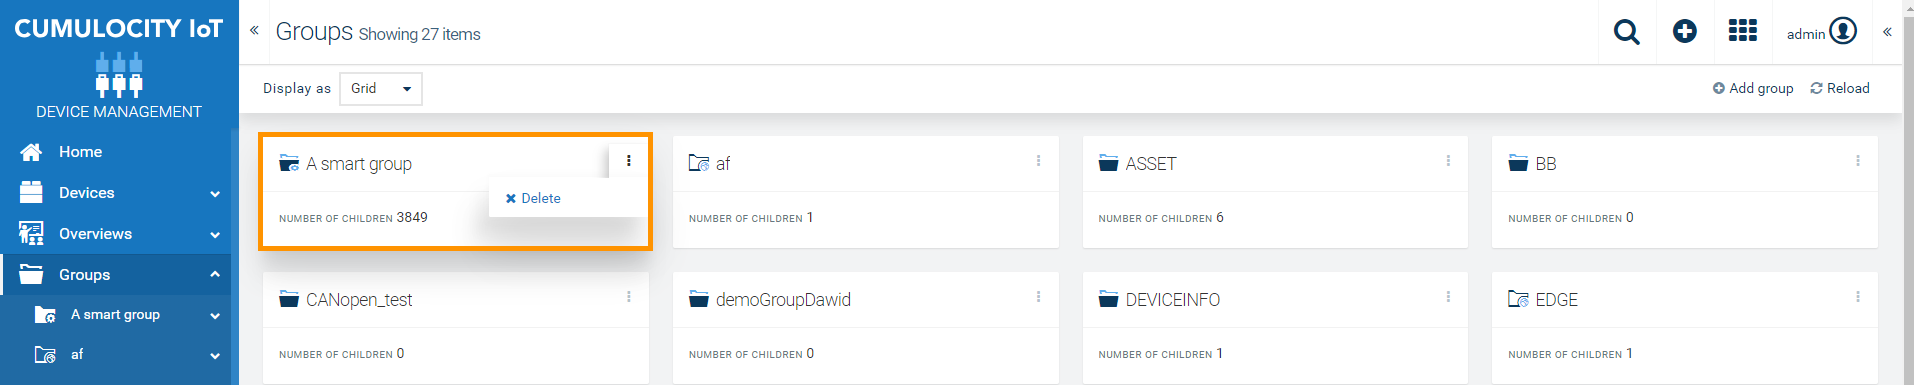 CUMULOCITY IoT
DEVICE MANAGEMENT
Home
Devices
Overviews
Groups
A smart group
af
« Groups Showing 27 items
admin «
Display as Grid
Add group Reload
A smart group
Delete
NUMBER OF CHILDREN 3849
af
NUMBER OF CHILDREN 1
ASSET
NUMBER OF CHILDREN 6
BB
NUMBER OF CHILDREN 0
CANopen_test
NUMBER OF CHILDREN 0
demoGroupDawid
NUMBER OF CHILDREN 0
DEVICEINFO
NUMBER OF CHILDREN 1
EDGE
NUMBER OF CHILDREN 1